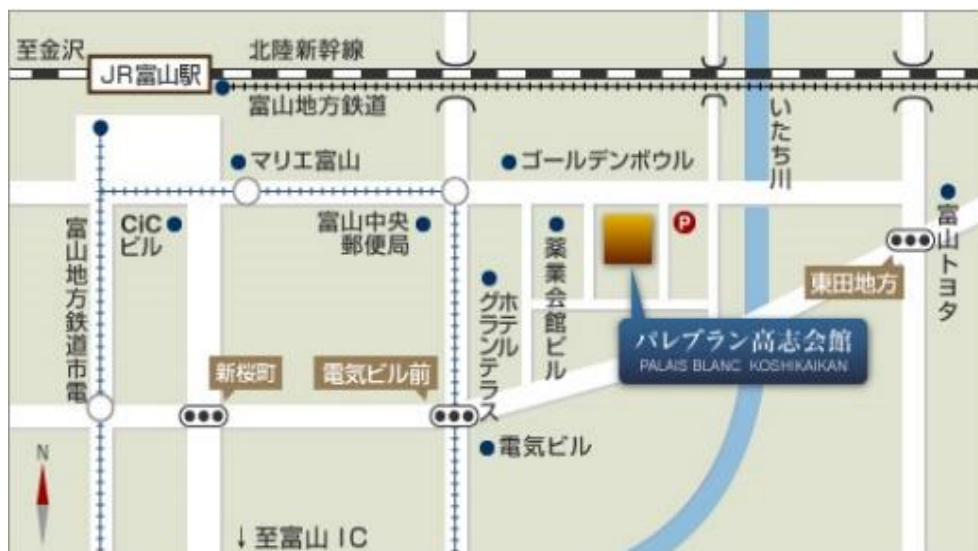 至金沢
北陸新幹線
JR富山駅
富山地方鉄道
いたち川
マリエ富山
ゴールデンボウル
CiC
ビル
富山中央
郵便局
富山地方鉄道市電
ホテル
グランテラス
薬業会館ビル
P
富山トヨタ
東田地方
パレブラン高志会館
PALAIS BLANC KOSHIKAIKAN
新桜町
電気ビル前
電気ビル
N
↓至富山IC